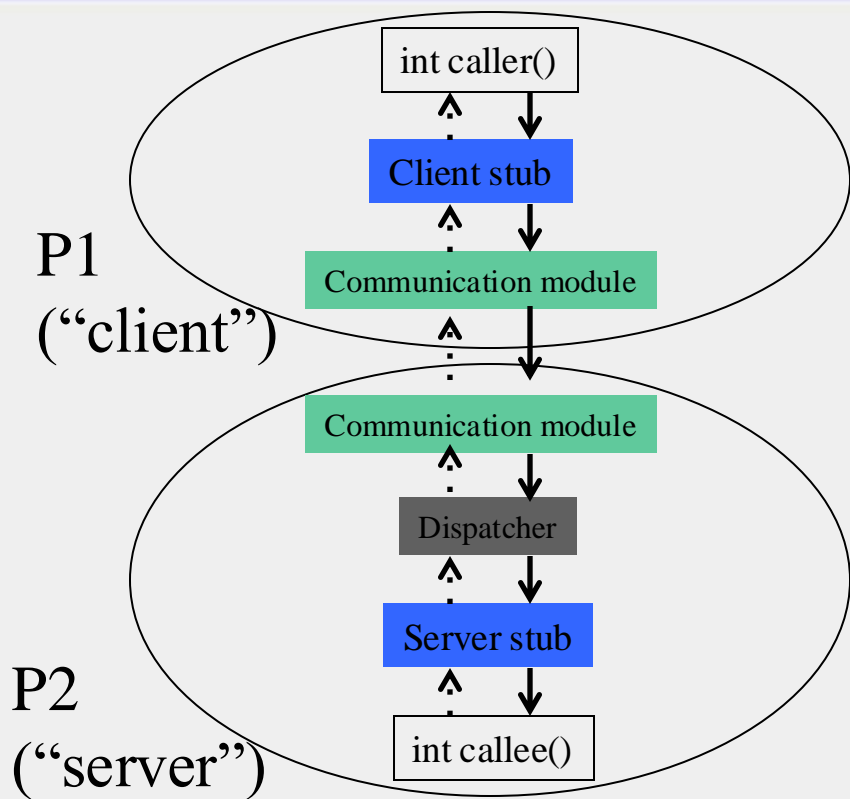 int caller()
Client stub
Communication module
P1
(“client”)
Communication module
Dispatcher
Server stub
int callee()
P2
(“server”)